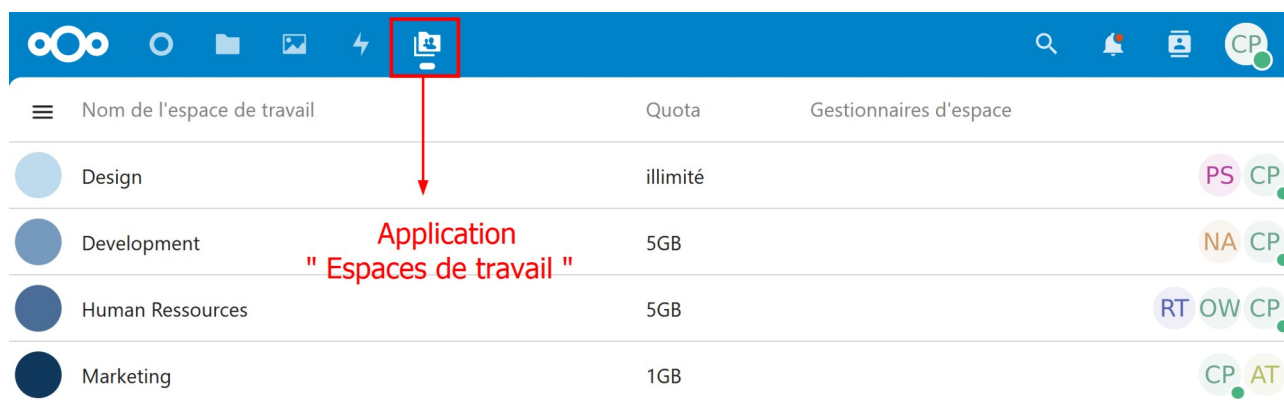 CP
Nom de l'espace de travail Quota Gestionnaires d'espace
Design illimité PS CP
Development 5GB NA CP
Application
" Espaces de travail "
Human Ressources 5GB RT OW CP
Marketing 1GB CP AT